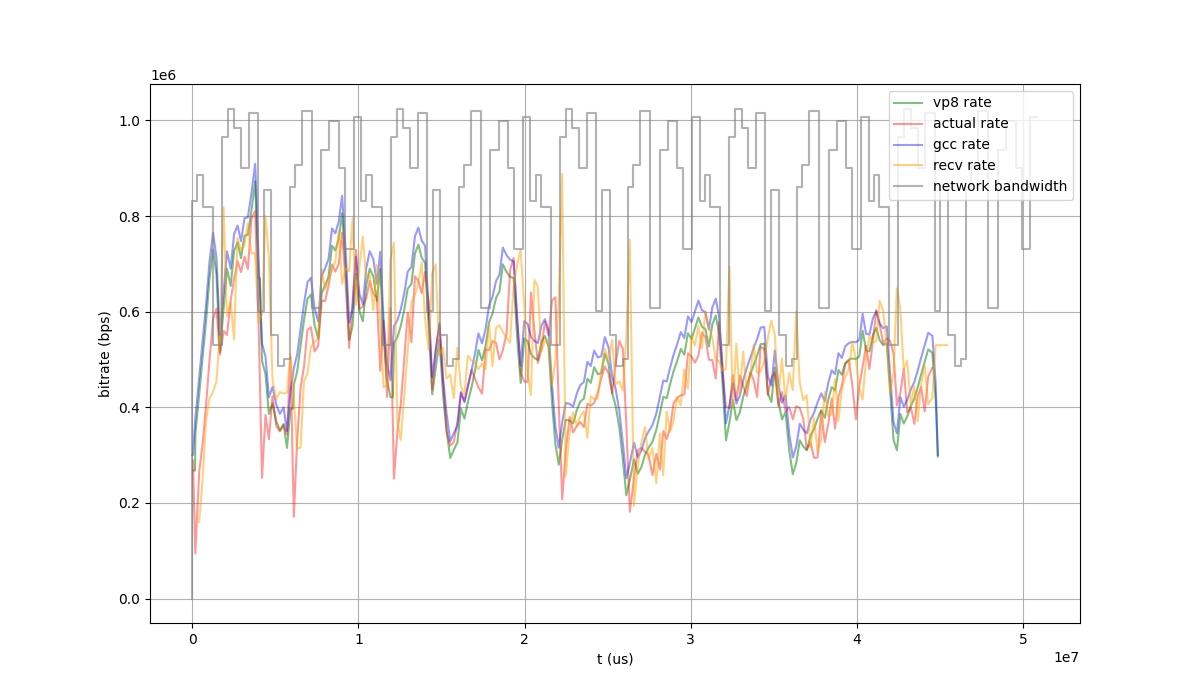 1e6
1.0
0.8
0.6
0.4
0.2
0.0
bitrate (bps)
vp8 rate
actual rate
gcc rate
recv rate
network bandwidth
0
1
2
3
4
5
t (us)
1e7